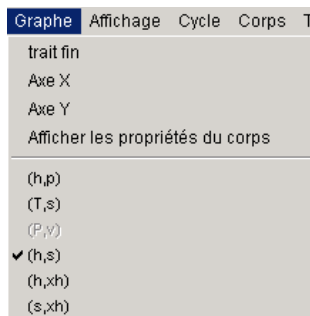 Graphe Affichage Cycle Corps T
trait fin
Axe X
Axe Y
Afficher les propriétés du corps
(h,p)
(T,s)
(P,v)
(h,s)
(h,xh)
(s,xh)